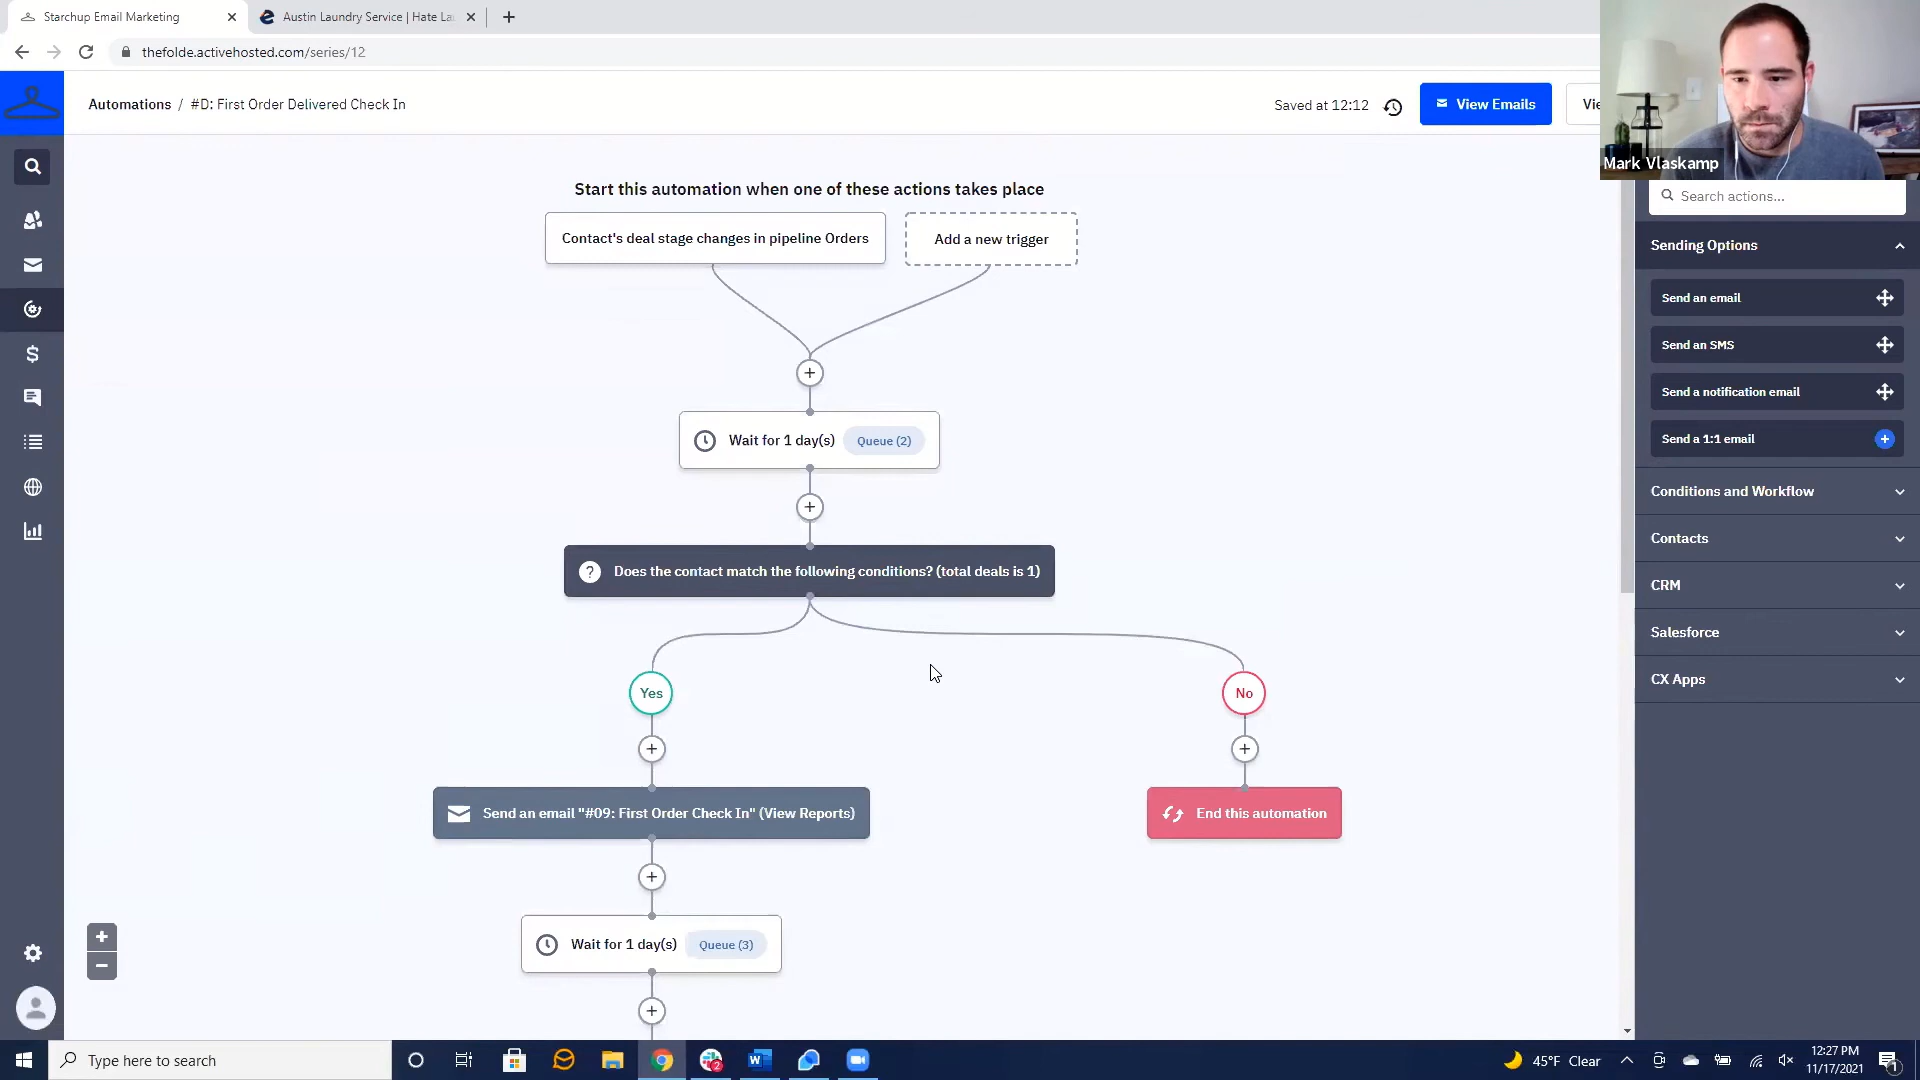 Starchup Email Marketing
Austin Laundry Service | Hate La
thefolde.activehosted.com/series/12
Automations / #D: First Order Delivered Check In
Saved at 12:12
View Emails
Vie
Mark Vlaskamp
Start this automation when one of these actions takes place
Contact's deal stage changes in pipeline Orders
Add a new trigger
Wait for 1 day(s) Queue (2)
Does the contact match the following conditions? (total deals is 1)
Yes
No
Send an email "#09: First Order Check In" (View Reports)
End this automation
Wait for 1 day(s) Queue (3)
Search actions...
Sending Options
Send an email
Send an SMS
Send a notification email
Send a 1:1 email
Conditions and Workflow
Contacts
CRM
Salesforce
CX Apps
Type here to search
2
45°F Clear
12:27 PM
11/17/2021
1